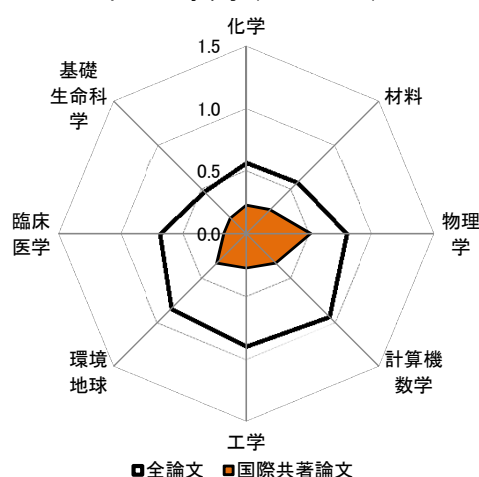 化学
1.5
基礎
生命科
学
材料
1.0
0.5
臨床
医学
0.0
物理
学
環境
地球
計算機
数学
工学
全論文 国際共著論文